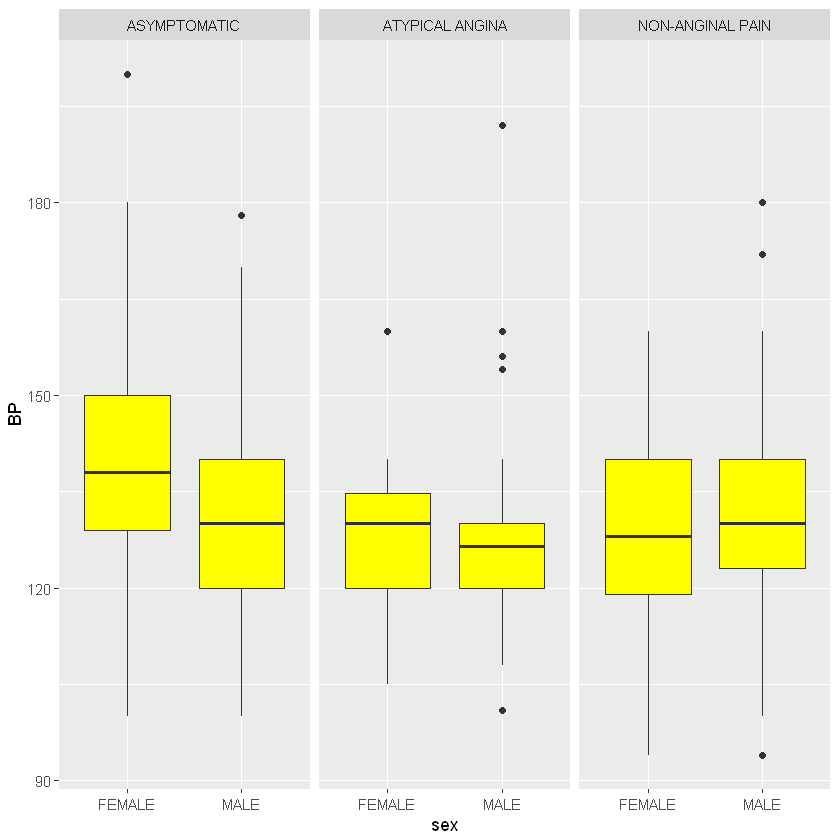 ASYMPTOMATIC ATYPICAL ANGINA NON-ANGINAL PAIN
BP
180
150
120
90
FEMALE MALE FEMALE MALE FEMALE MALE
sex